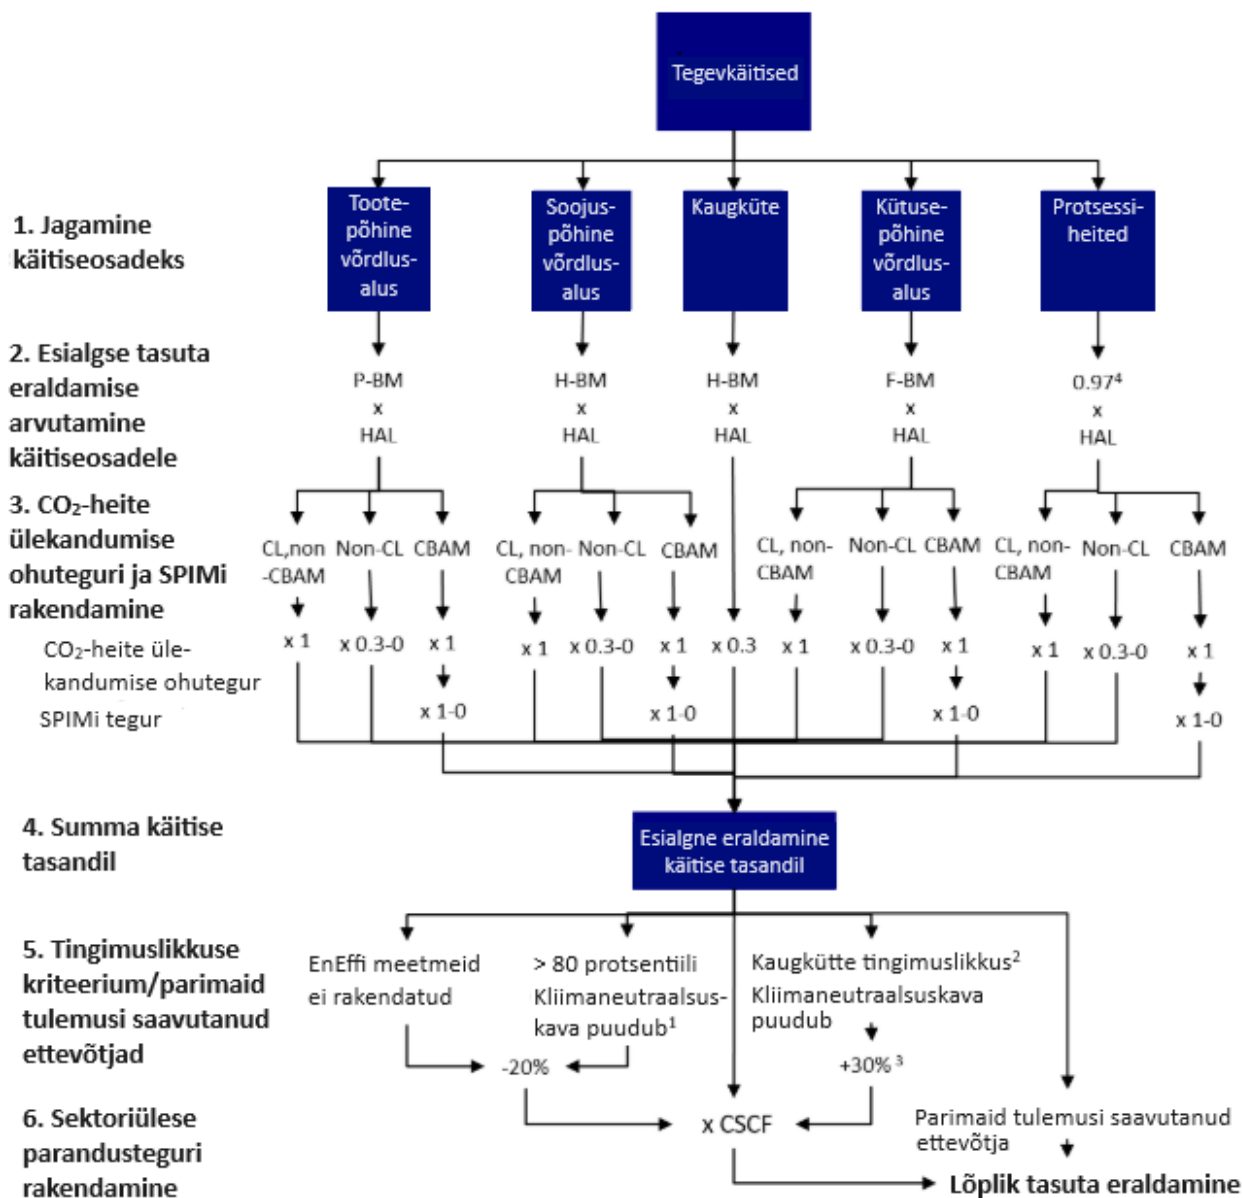 Tegevkäitised
1. Jagamine
käitiseosadeks
Toote-
põhine
võrdlus-
alus
Soojus-
põhine
võrdlus-
alus
Kaugküte
Kütuse-
põhine
võrdlus-
alus
Protsessi-
heited
2. Esialgse tasuta
eraldamise
arvutamine
käitiseosadele
P-BM
x
HAL
H-BM
x
HAL
H-BM
x
HAL
F-BM
x
HAL
0.97⁴
x
HAL
3. CO₂-heite
ülekandumise
ohuteguri ja SPIMi
rakendamine
CL,non
-CBAM
Non-CL
CBAM
CL, non-
CBAM
Non-CL
CBAM
CL, non-
CBAM
Non-CL
CBAM
CL, non-
CBAM
Non-CL
CBAM
CO₂-heite üle-
kandumise ohutegur
x 1
x 0.3-0
x 1
x 1
x 0.3-0
x 1
x 0.3
x 1
x 0.3-0
x 1
x 1
x 0.3-0
x 1
SPIMi tegur
x 1-0
x 1-0
x 1-0
x 1-0
4. Summa käitise
tasandil
Esialgne eraldamine
käitise tasandil
5. Tingimuslikkuse
kriteerium/parimaid
tulemusi saavutanud
ettevõtjad
EnEffi meetmeid
ei rakendatud
> 80 protsentiili
Kliimaneutraalsus-
kava puudub¹
Kaugkütte tingimuslikkus²
Kliimaneutraalsuskava
puudub
-20%
+30% ³
6. Sektoriülese
parandusteguri
rakendamine
x CSCF
Parimaid tulemusi saavutanud
ettevõtja
Lõplik tasuta eraldamine